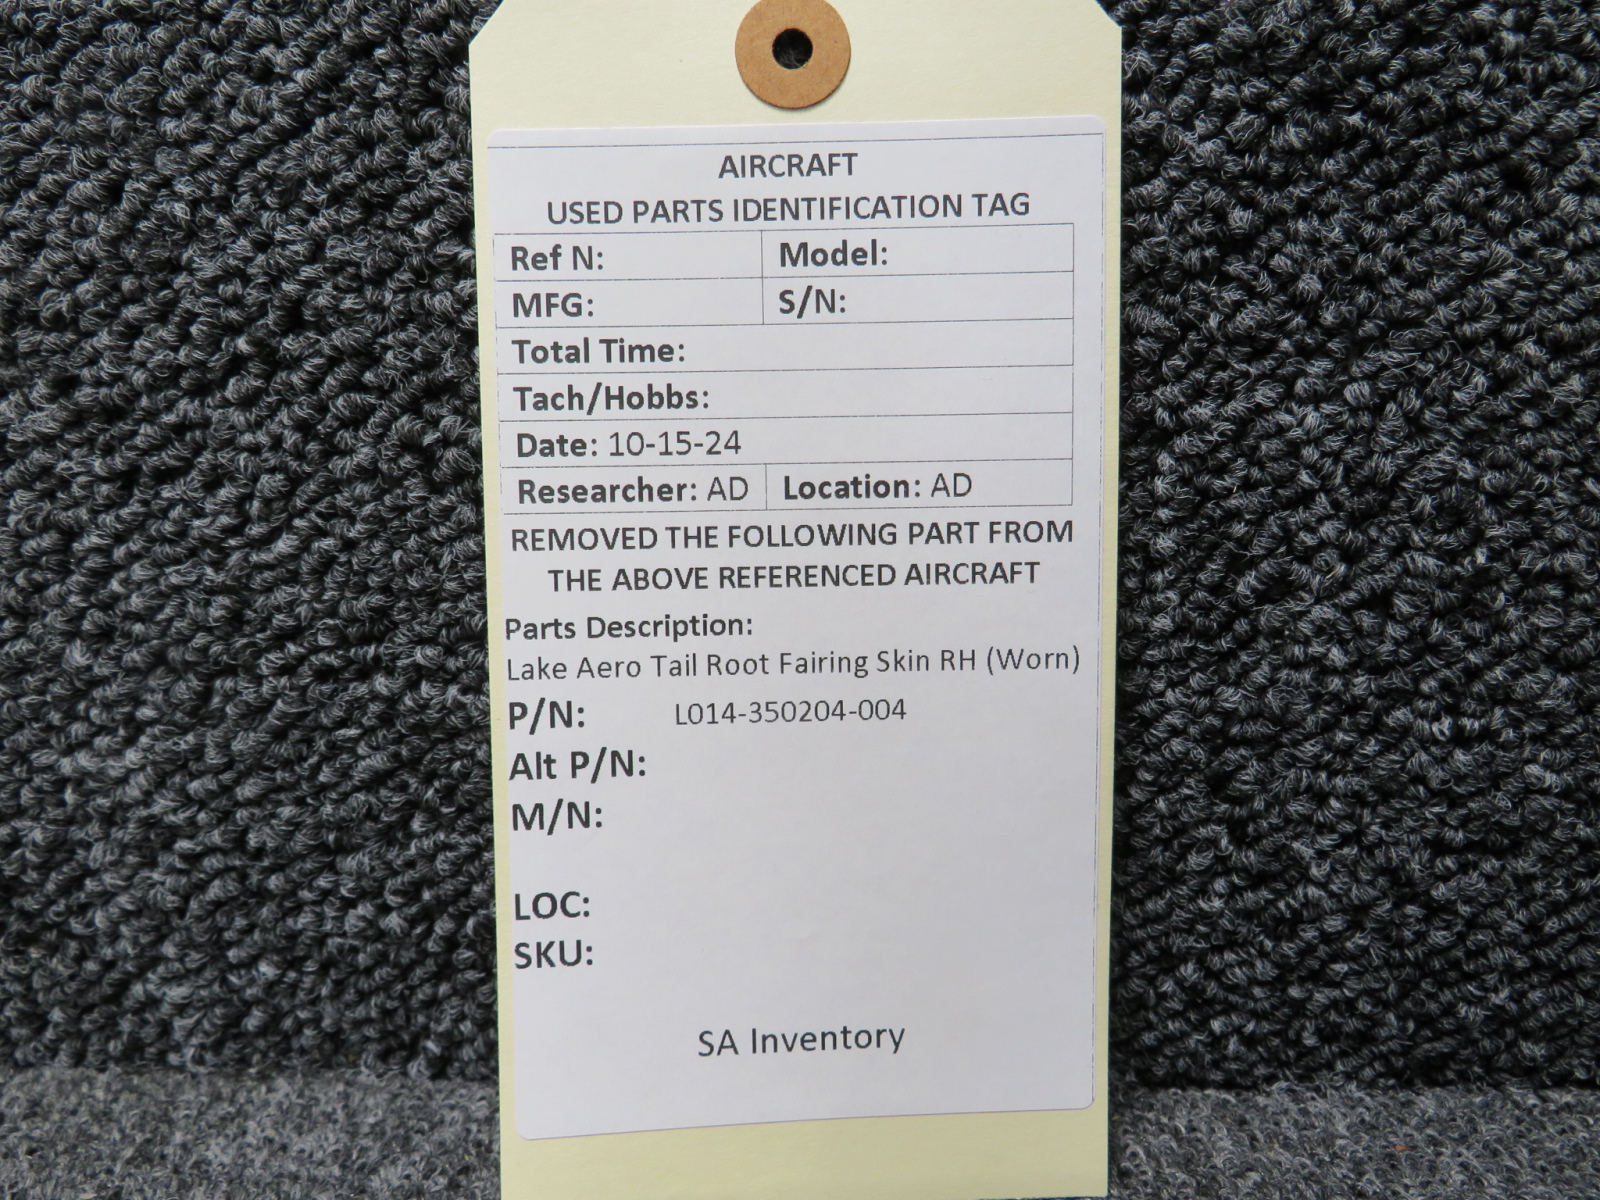 AIRCRAFT
USED PARTS IDENTIFICATION TAG
Ref N: Model:
MFG: S/N:
Total Time:
Tach/Hobbs:
Date: 10-15-24
Researcher: AD Location: AD
REMOVED THE FOLLOWING PART FROM
THE ABOVE REFERENCED AIRCRAFT
Parts Description:
Lake Aero Tail Root Fairing Skin RH (Worn)
P/N: L014-350204-004
Alt P/N:
M/N:
LOC:
SKU:
SA Inventory